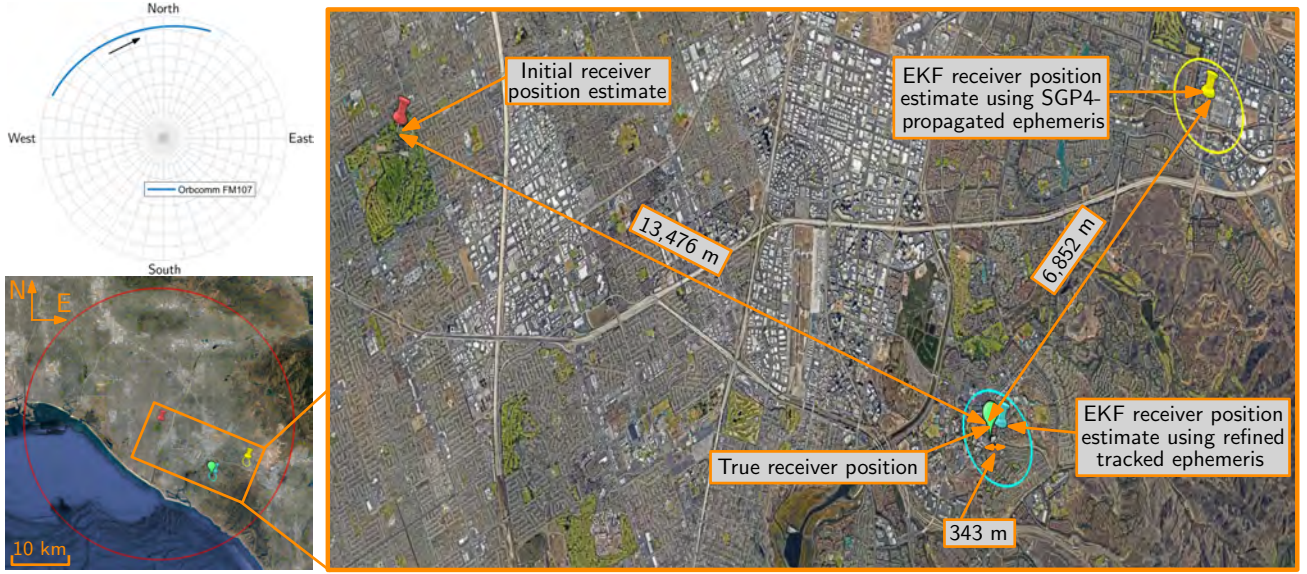 North
West
East
Orbcomm FM107
South
N
E
10 km
Initial receiver
position estimate
EKF receiver position
estimate using SGP4-
propagated ephemeris
13,476 m
6,852 m
True receiver position
EKF receiver position
estimate using refined
tracked ephemeris
343 m